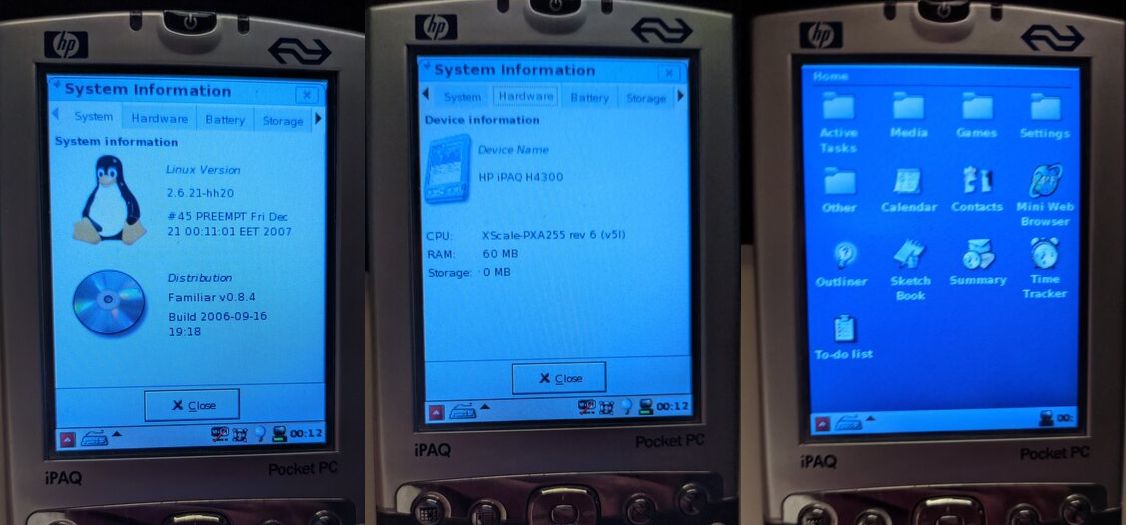 hp
System Information
System
Hardware
Battery
Storage
System information
Linux Version
2.6.21-hh20
#45 PREEMPT Fri Dec
21 00:11:01 EET 2007
Distribution
Familiar v0.8.4
Build 2006-09-16
19:18
Close
00:12
iPAQ
Pocket PC
hp
System Information
System
Hardware
Battery
Storage
Device information
Device Name
HP iPAQ H4300
CPU: XScale-PXA255 rev 6 (v5l)
RAM: 60 MB
Storage: 0 MB
Close
00:12
iPAQ
Pocket PC
hp
Home
Active
Tasks
Media
Games
Settings
Other
Calendar
Contacts
Mini Web
Browser
Outliner
Sketch
Book
Summary
Time
Tracker
To-do list
00:
iPAQ
Pocket PC